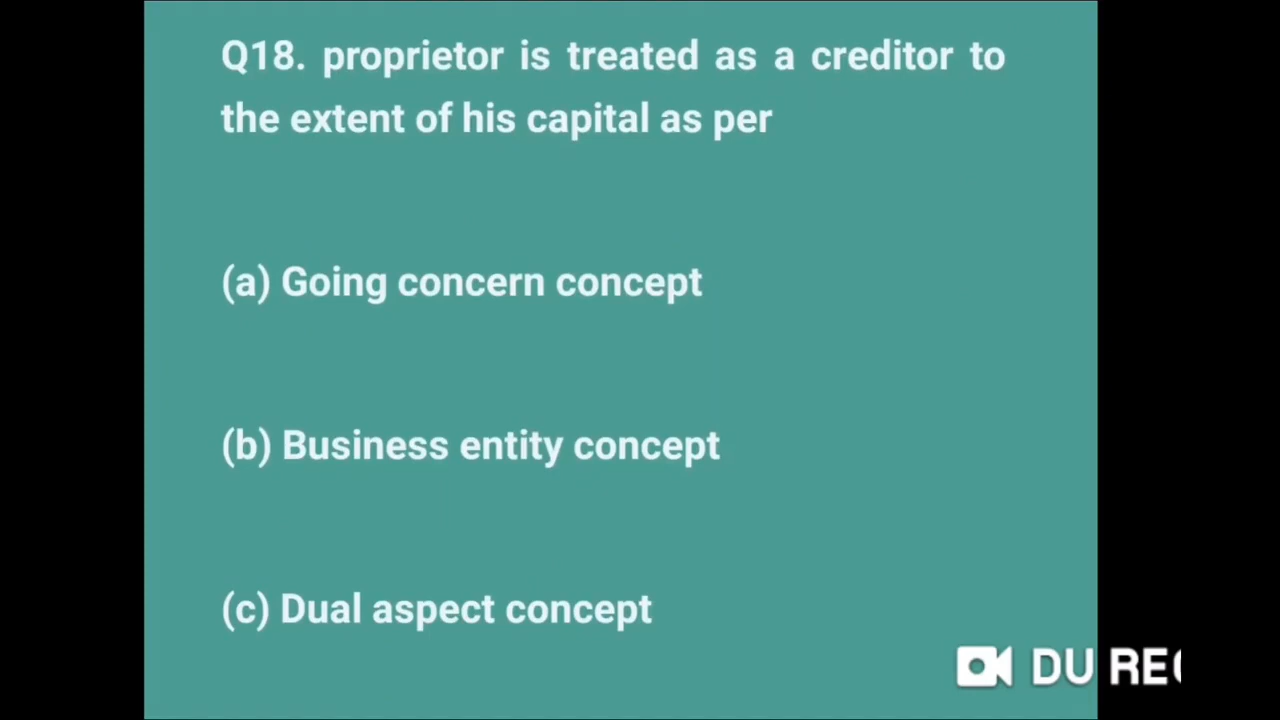 Q18. proprietor is treated as a creditor to
the extent of his capital as per
(a) Going concern concept
(b) Business entity concept
(c) Dual aspect concept
DU